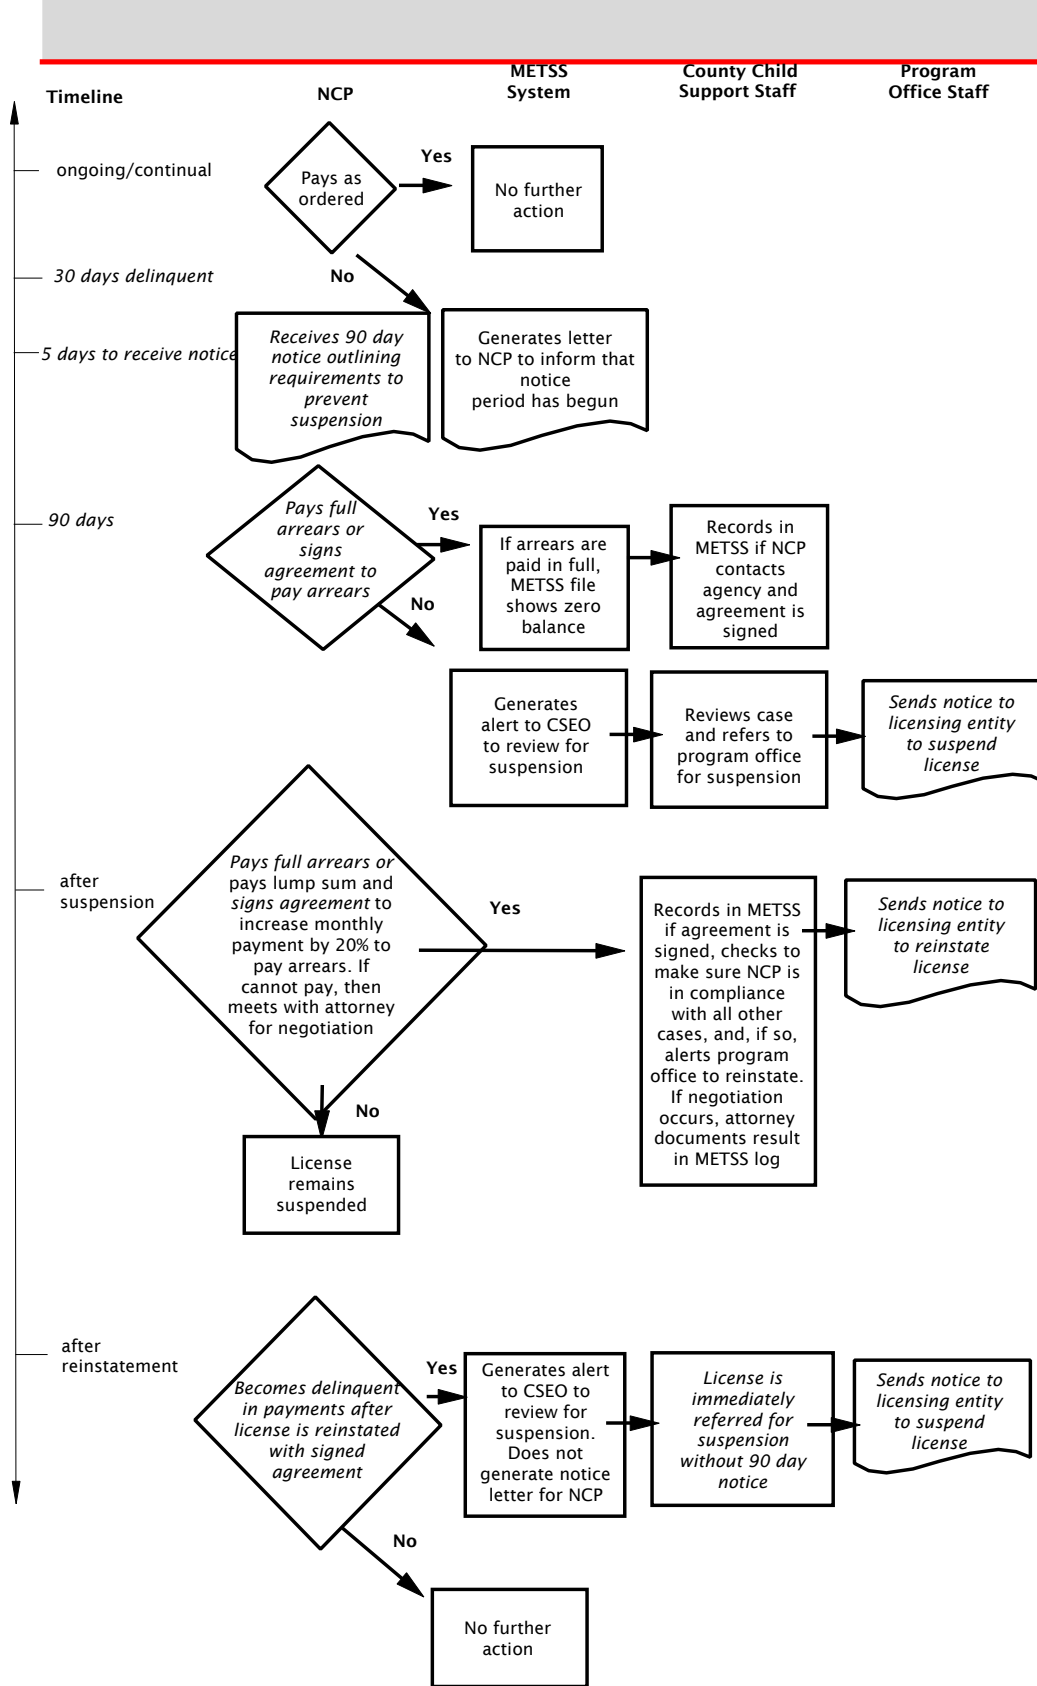 Timeline
NCP
METSS
System
County Child
Support Staff
Program
Office Staff
ongoing/continual
Pays as
ordered
Yes
No further
action
30 days delinquent
No
5 days to receive notice
Receives 90 day
notice outlining
requirements to
prevent
suspension
Generates letter
to NCP to inform that
notice
period has begun
90 days
Pays full
arrears or
signs
agreement to
pay arrears
Yes
If arrears are
paid in full,
METSS file
shows zero
balance
Records in
METSS if NCP
contacts
agency and
agreement is
signed
No
Generates
alert to CSEO
to review for
suspension
Reviews case
and refers to
program office
for suspension
Sends notice to
licensing entity
to suspend
license
after
suspension
Pays full arrears or
pays lump sum and
signs agreement to
increase monthly
payment by 20% to
pay arrears. If
cannot pay, then
meets with attorney
for negotiation
Yes
Records in METSS
if agreement is
signed, checks to
make sure NCP is
in compliance
with all other
cases, and, if so,
alerts program
office to reinstate.
If negotiation
occurs, attorney
documents result
in METSS log
Sends notice to
licensing entity
to reinstate
license
No
License
remains
suspended
after
reinstatement
Becomes delinquent
in payments after
license is reinstated
with signed
agreement
Yes
Generates alert
to CSEO to
review for
suspension.
Does not
generate notice
letter for NCP
License is
immediately
referred for
suspension
without 90 day
notice
Sends notice to
licensing entity
to suspend
license
No
No further
action